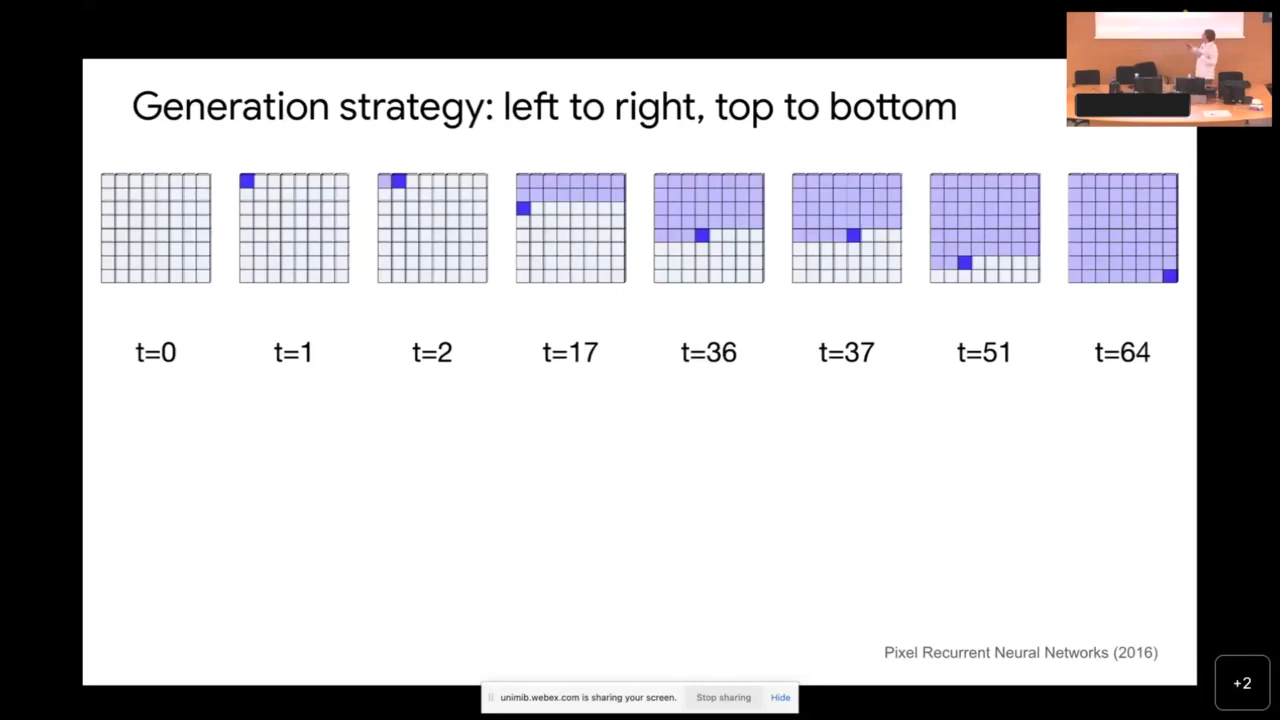 Generation strategy: left to right, top to bottom
t=0 t=1 t=2 t=17 t=36 t=37 t=51 t=64
Pixel Recurrent Neural Networks (2016)
unimib.webex.com is sharing your screen. Stop sharing Hide
+2